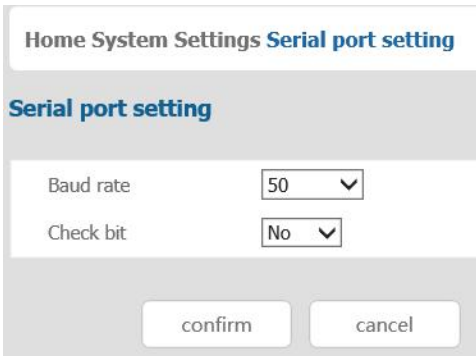 Home System Settings Serial port setting
Serial port setting
Baud rate 50
Check bit No
confirm cancel